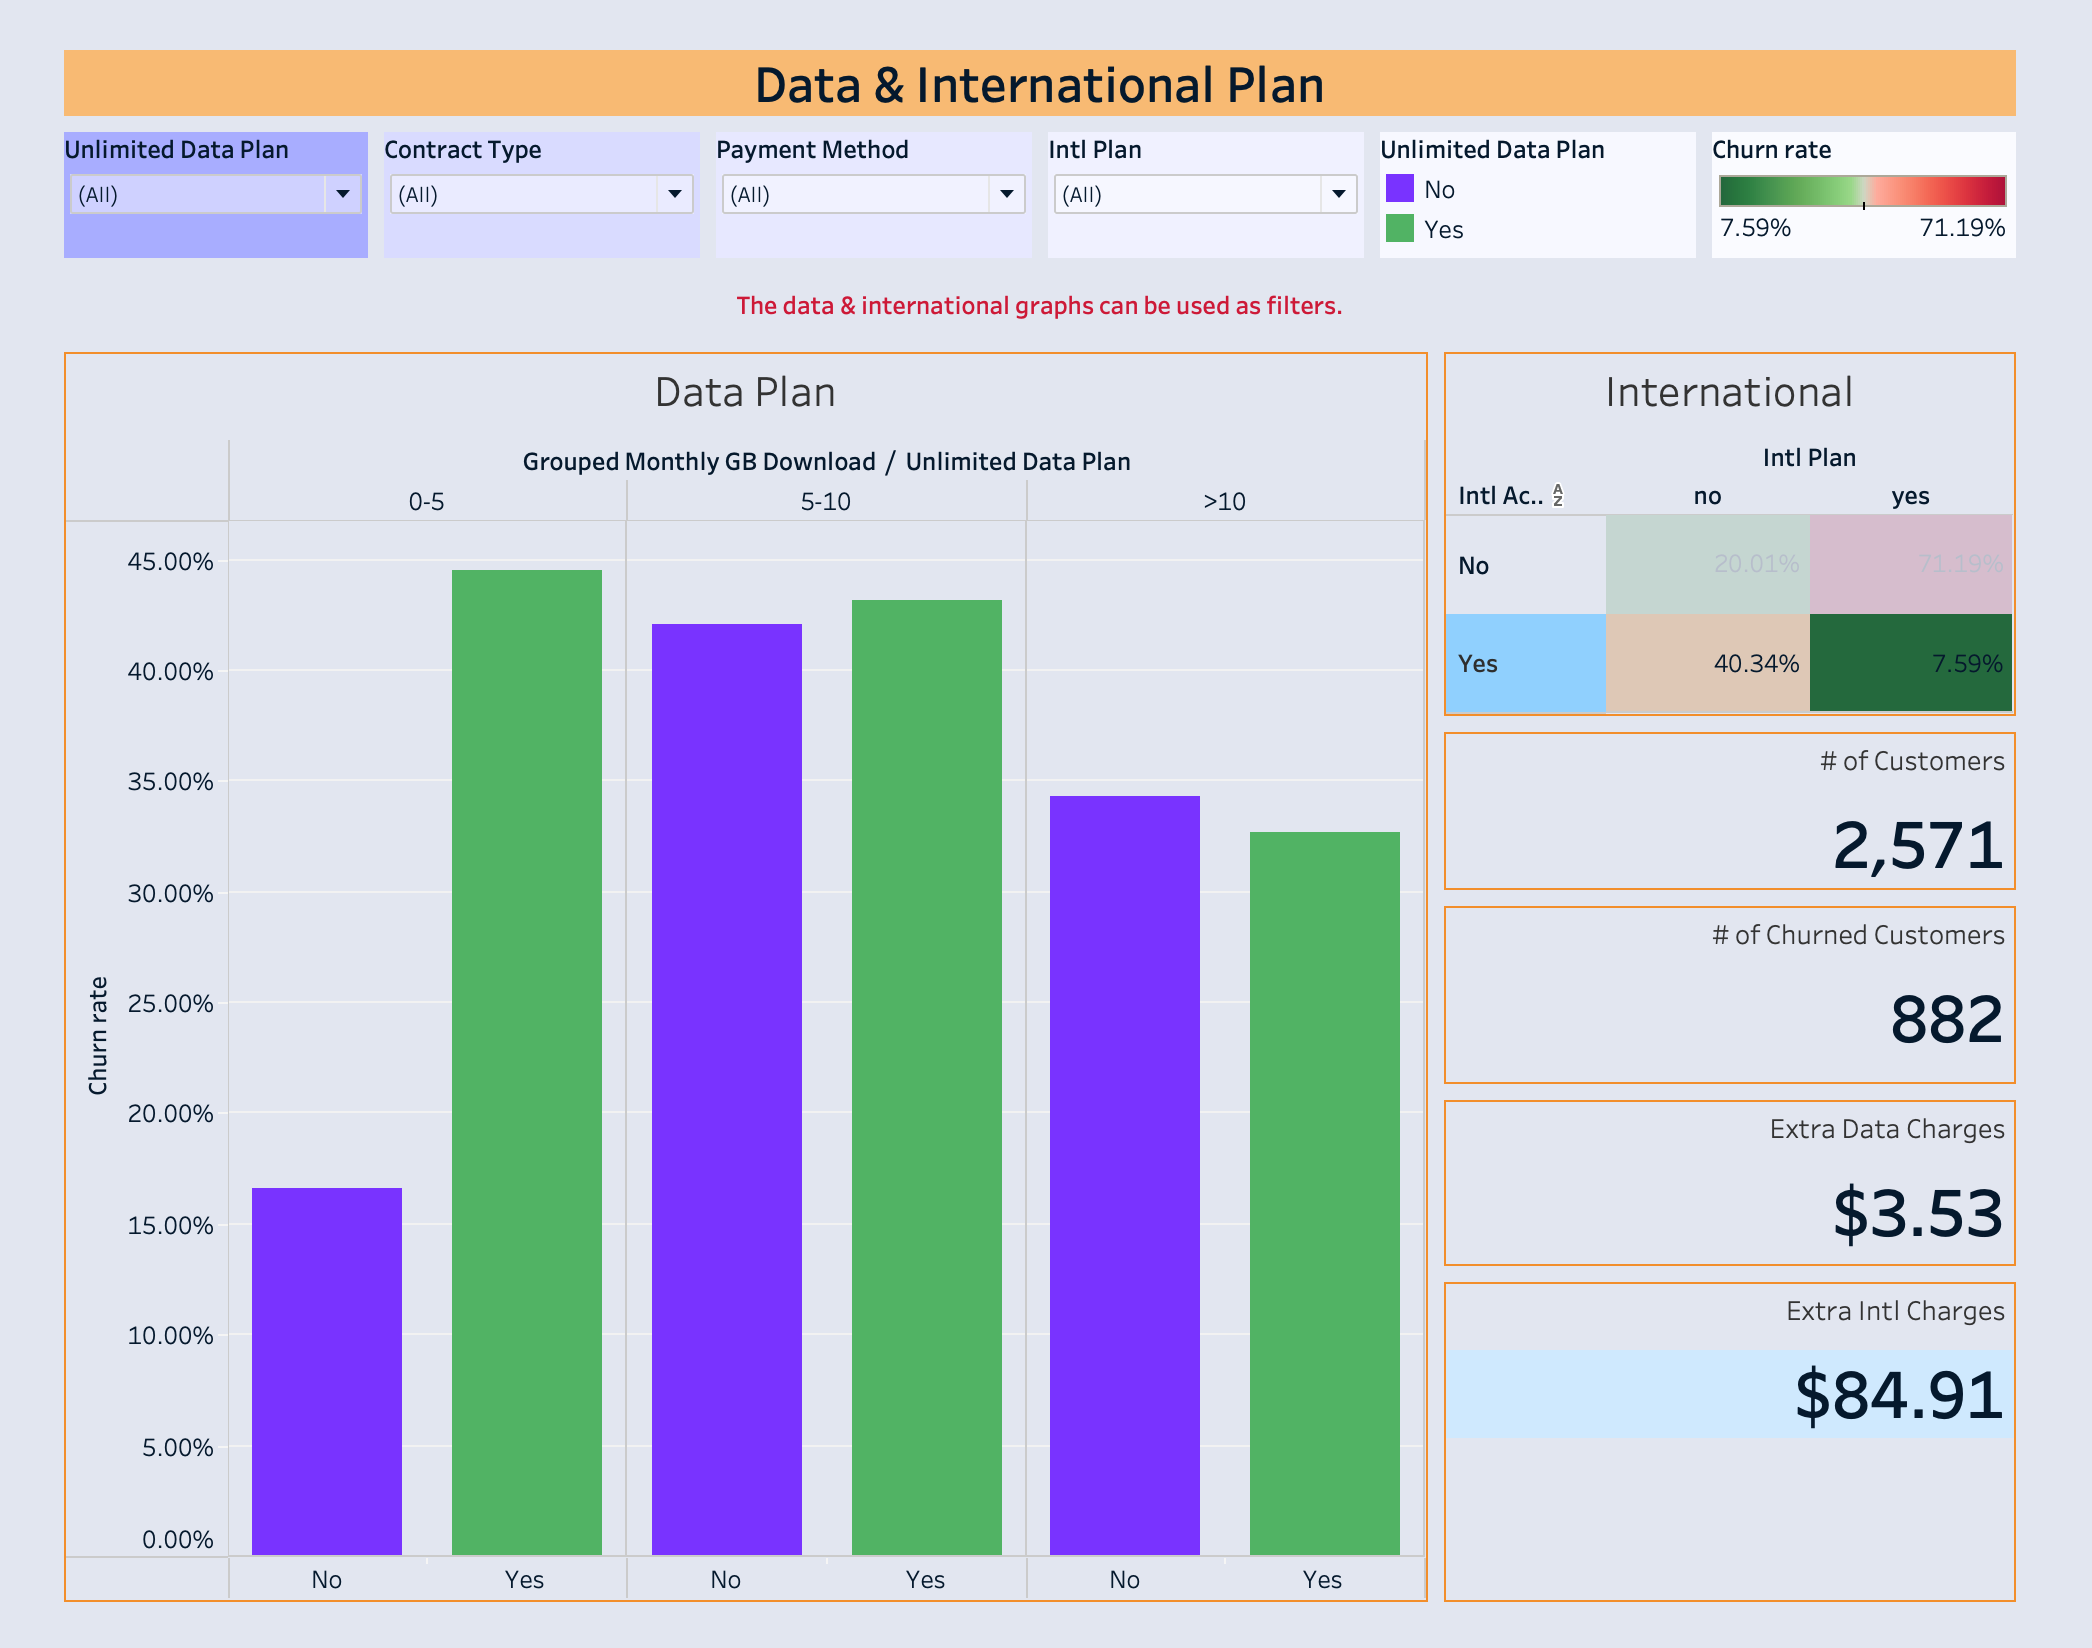 Data & International Plan
Unlimited Data Plan
(All)
Contract Type
(All)
Payment Method
(All)
Intl Plan
(All)
Unlimited Data Plan
No
Yes
Churn rate
7.59% 71.19%
The data & international graphs can be used as filters.
Data Plan
Grouped Monthly GB Download / Unlimited Data Plan
0-5 5-10 >10
45.00%
40.00%
35.00%
30.00%
25.00%
20.00%
15.00%
10.00%
5.00%
0.00%
Churn rate
No Yes No Yes No Yes
International
Intl Plan
Intl Ac.. A Z no yes
No 20.01% 71.19%
Yes 40.34% 7.59%
# of Customers
2,571
# of Churned Customers
882
Extra Data Charges
$3.53
Extra Intl Charges
$84.91